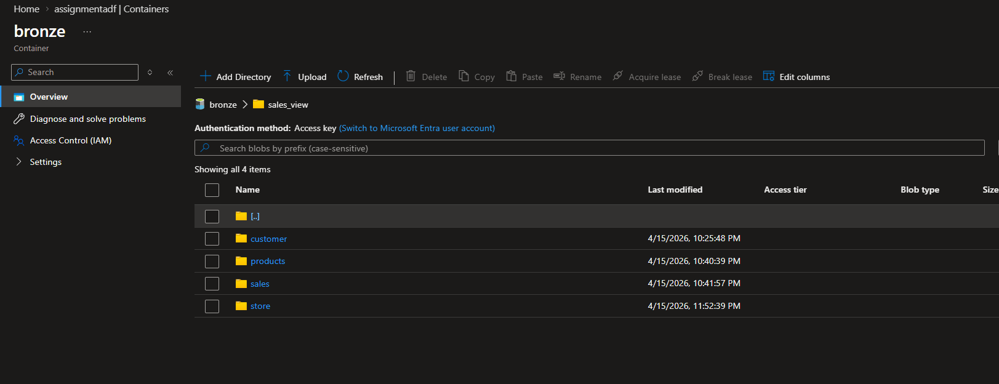 Home > assignmentadf | Containers
bronze ...
Container
Search
Overview
Diagnose and solve problems
Access Control (IAM)
Settings
Add Directory Upload Refresh Delete Copy Paste Rename Acquire lease Break lease Edit columns
bronze > sales_view
Authentication method: Access key (Switch to Microsoft Entra user account)
Search blobs by prefix (case-sensitive)
Showing all 4 items
Name Last modified Access tier Blob type Size
[..]
customer 4/15/2026, 10:25:48 PM
products 4/15/2026, 10:40:39 PM
sales 4/15/2026, 10:41:57 PM
store 4/15/2026, 11:52:39 PM